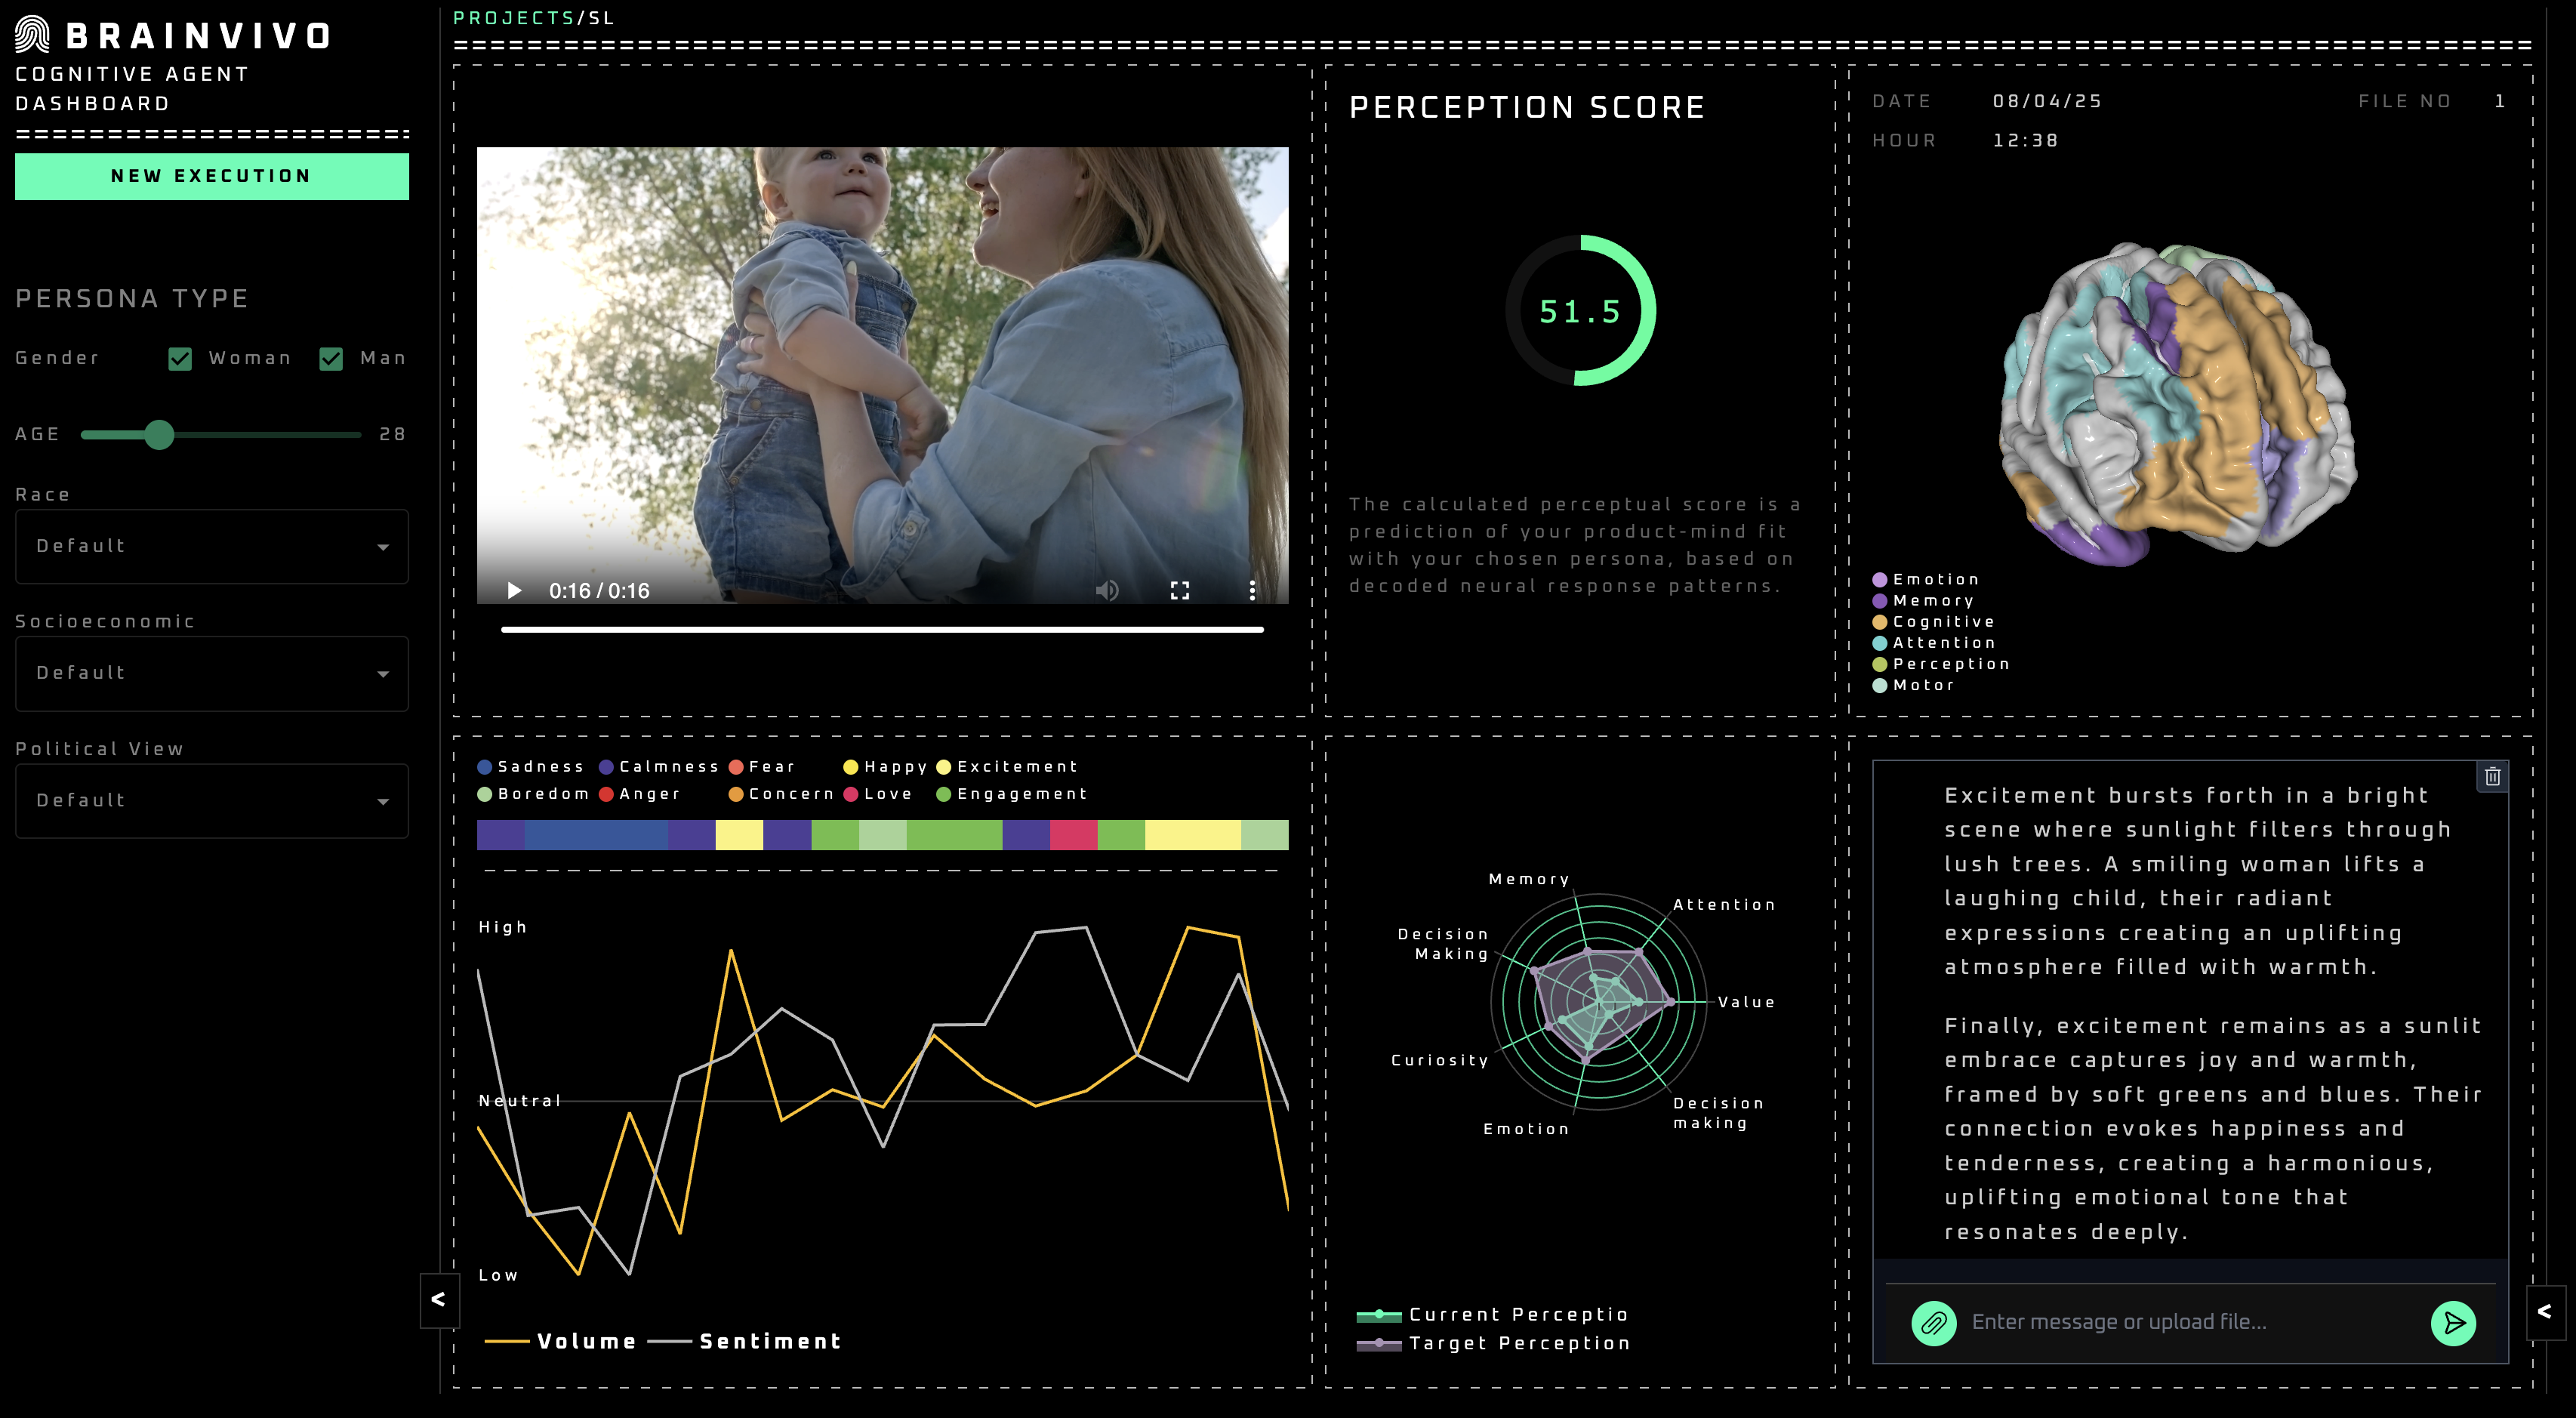 BRAINVIVO
COGNITIVE AGENT
DASHBOARD
NEW EXECUTION
PERSONA TYPE
Gender Woman Man
AGE 28
Race
Default
Socioeconomic
Default
Political View
Default
<
PROJECTS/SL
0:16 / 0:16
PERCEPTION SCORE
51.5
The calculated perceptual score is a
prediction of your product-mind fit
with your chosen persona, based on
decoded neural response patterns.
DATE 08/04/25 FILE NO 1
HOUR 12:38
Emotion
Memory
Cognitive
Attention
Perception
Motor
Sadness Calmness Fear Happy Excitement
Boredom Anger Concern Love Engagement
High
Neutral
Low
Volume Sentiment
Memory
Attention
Decision
Making
Value
Curiosity
Decision
making
Emotion
Current Perceptio
Target Perception
Excitement bursts forth in a bright
scene where sunlight filters through
lush trees. A smiling woman lifts a
laughing child, their radiant
expressions creating an uplifting
atmosphere filled with warmth.
Finally, excitement remains as a sunlit
embrace captures joy and warmth,
framed by soft greens and blues. Their
connection evokes happiness and
tenderness, creating a harmonious,
uplifting emotional tone that
resonates deeply.
Enter message or upload file...
<